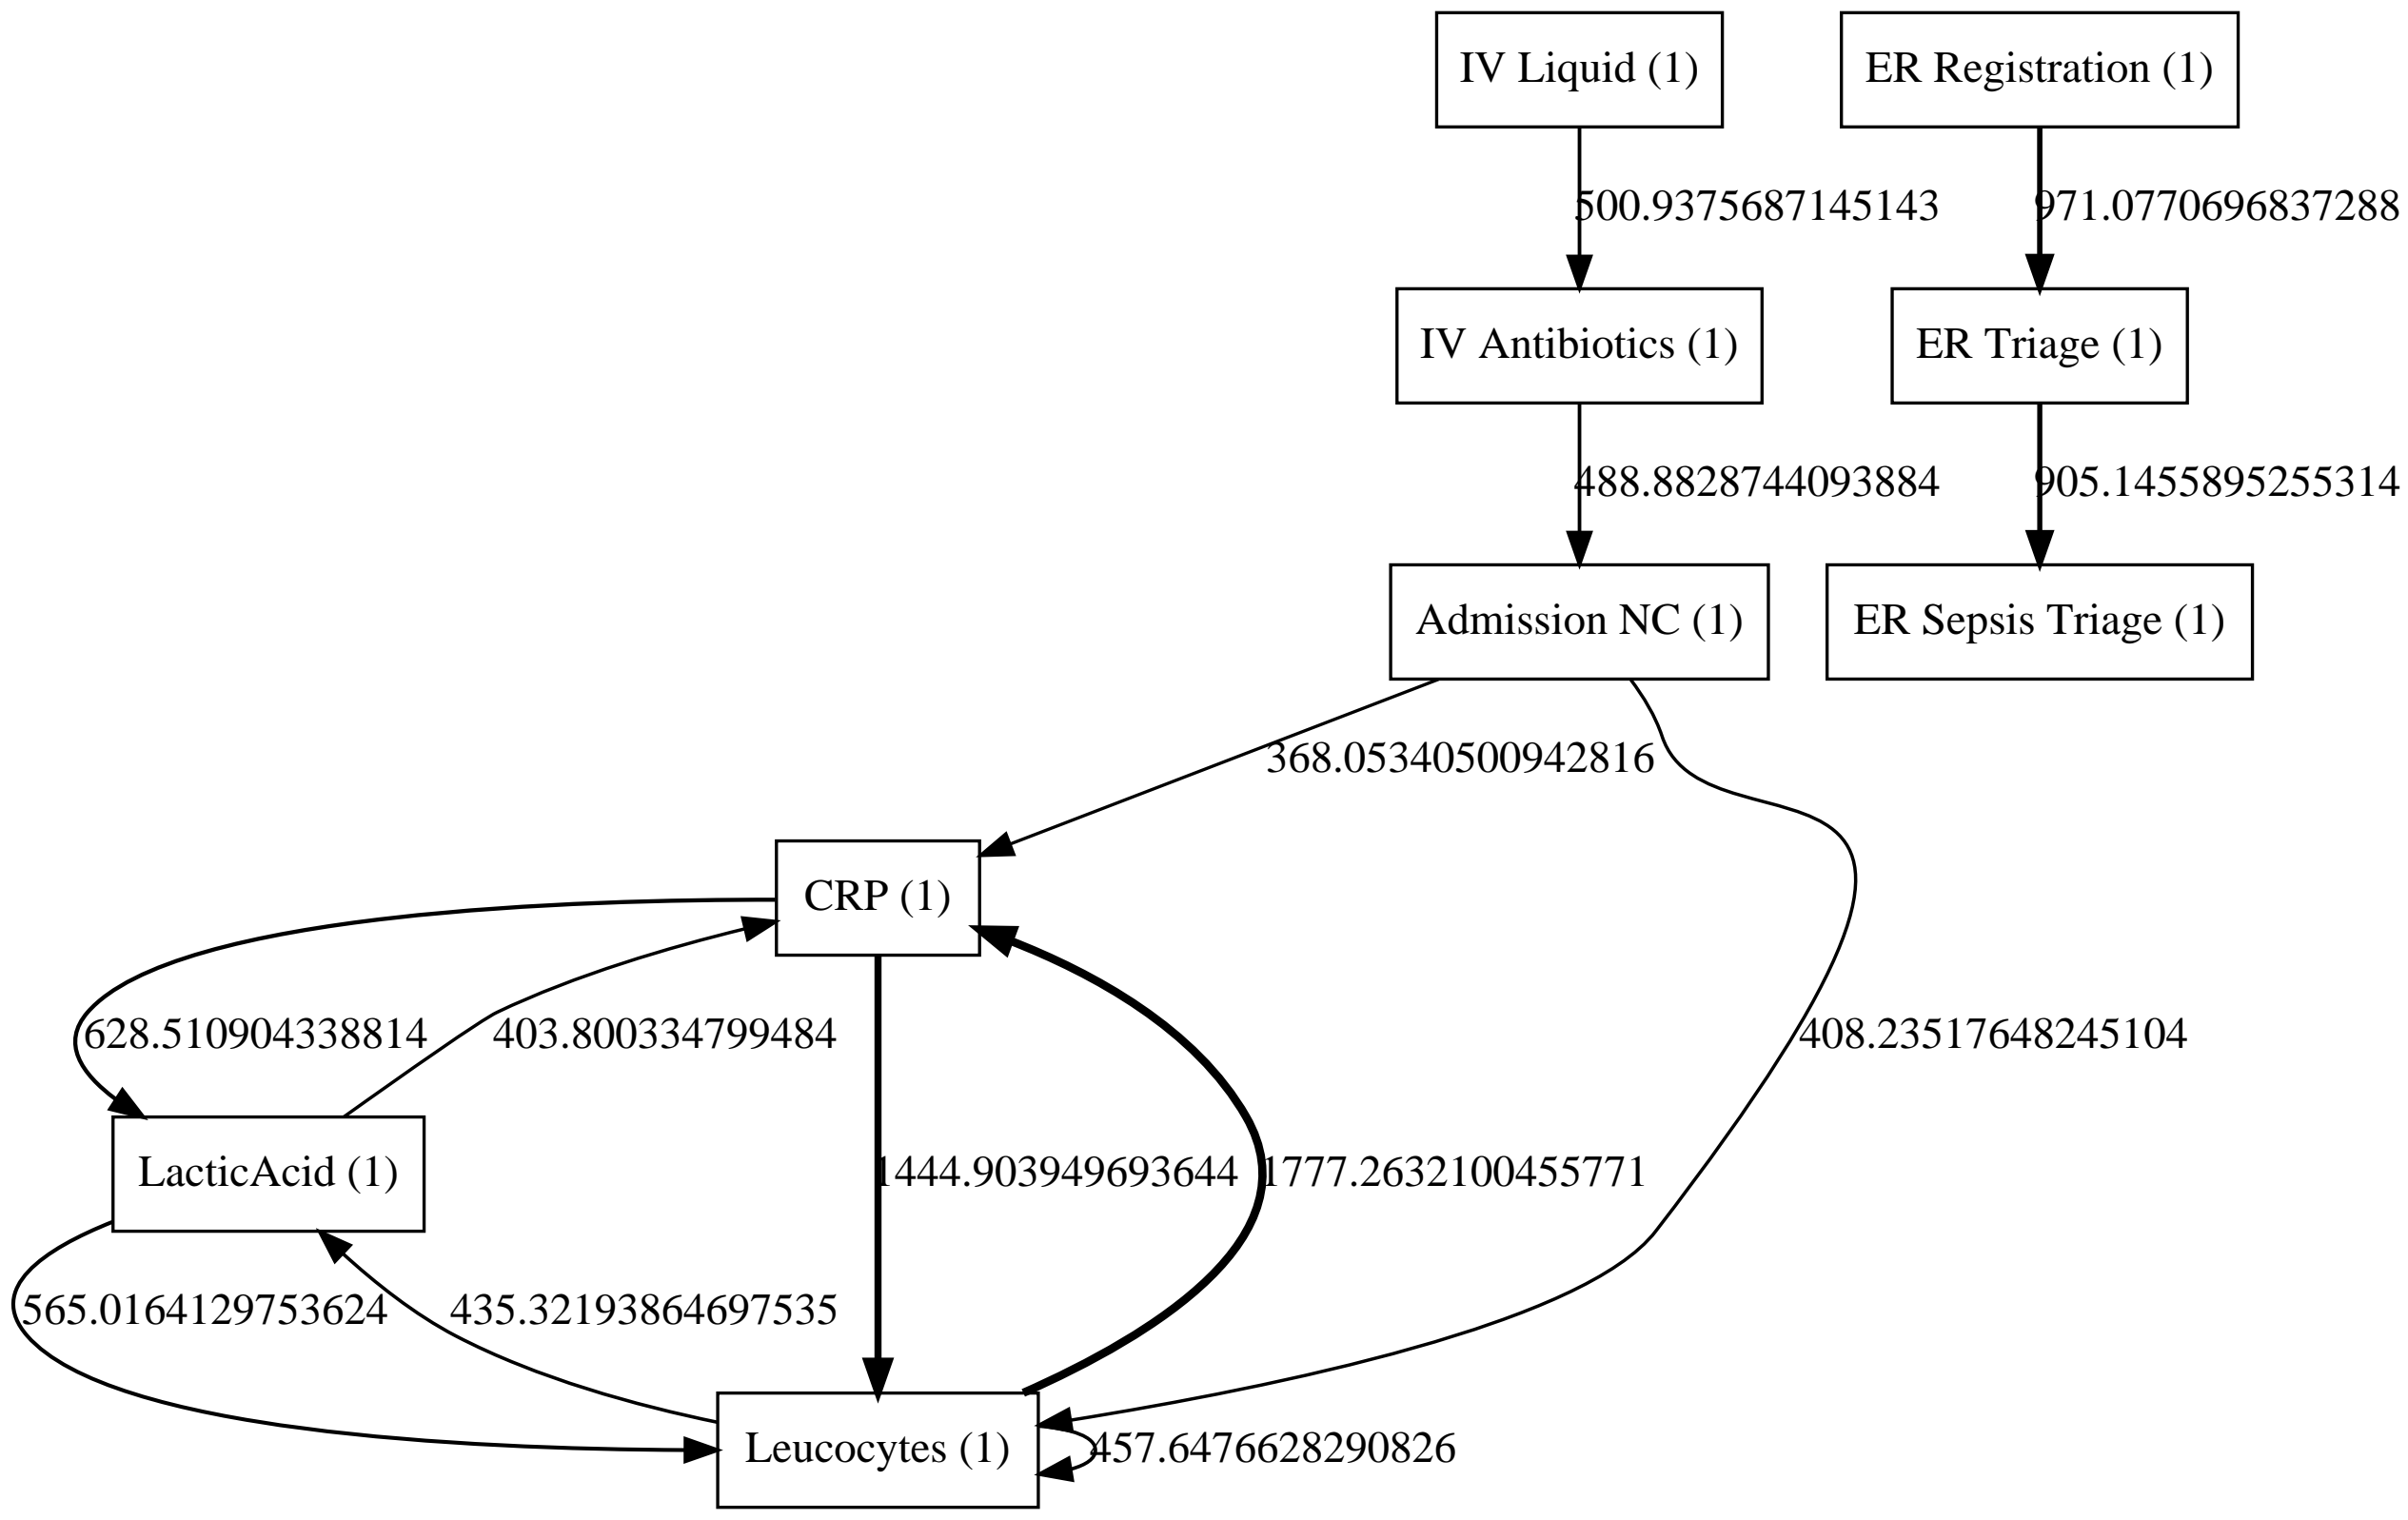 IV Liquid (1)
ER Registration (1)
500.9375687145143
971.0770696837288
IV Antibiotics (1)
ER Triage (1)
488.8828744093884
905.1455895255314
Admission NC (1)
ER Sepsis Triage (1)
368.05340500942816
CRP (1)
628.510904338814
403.800334799484
408.23517648245104
LacticAcid (1)
1444.903949693644
1777.2632100455771
565.0164129753624
435.32193864697535
Leucocytes (1)
457.6476628290826